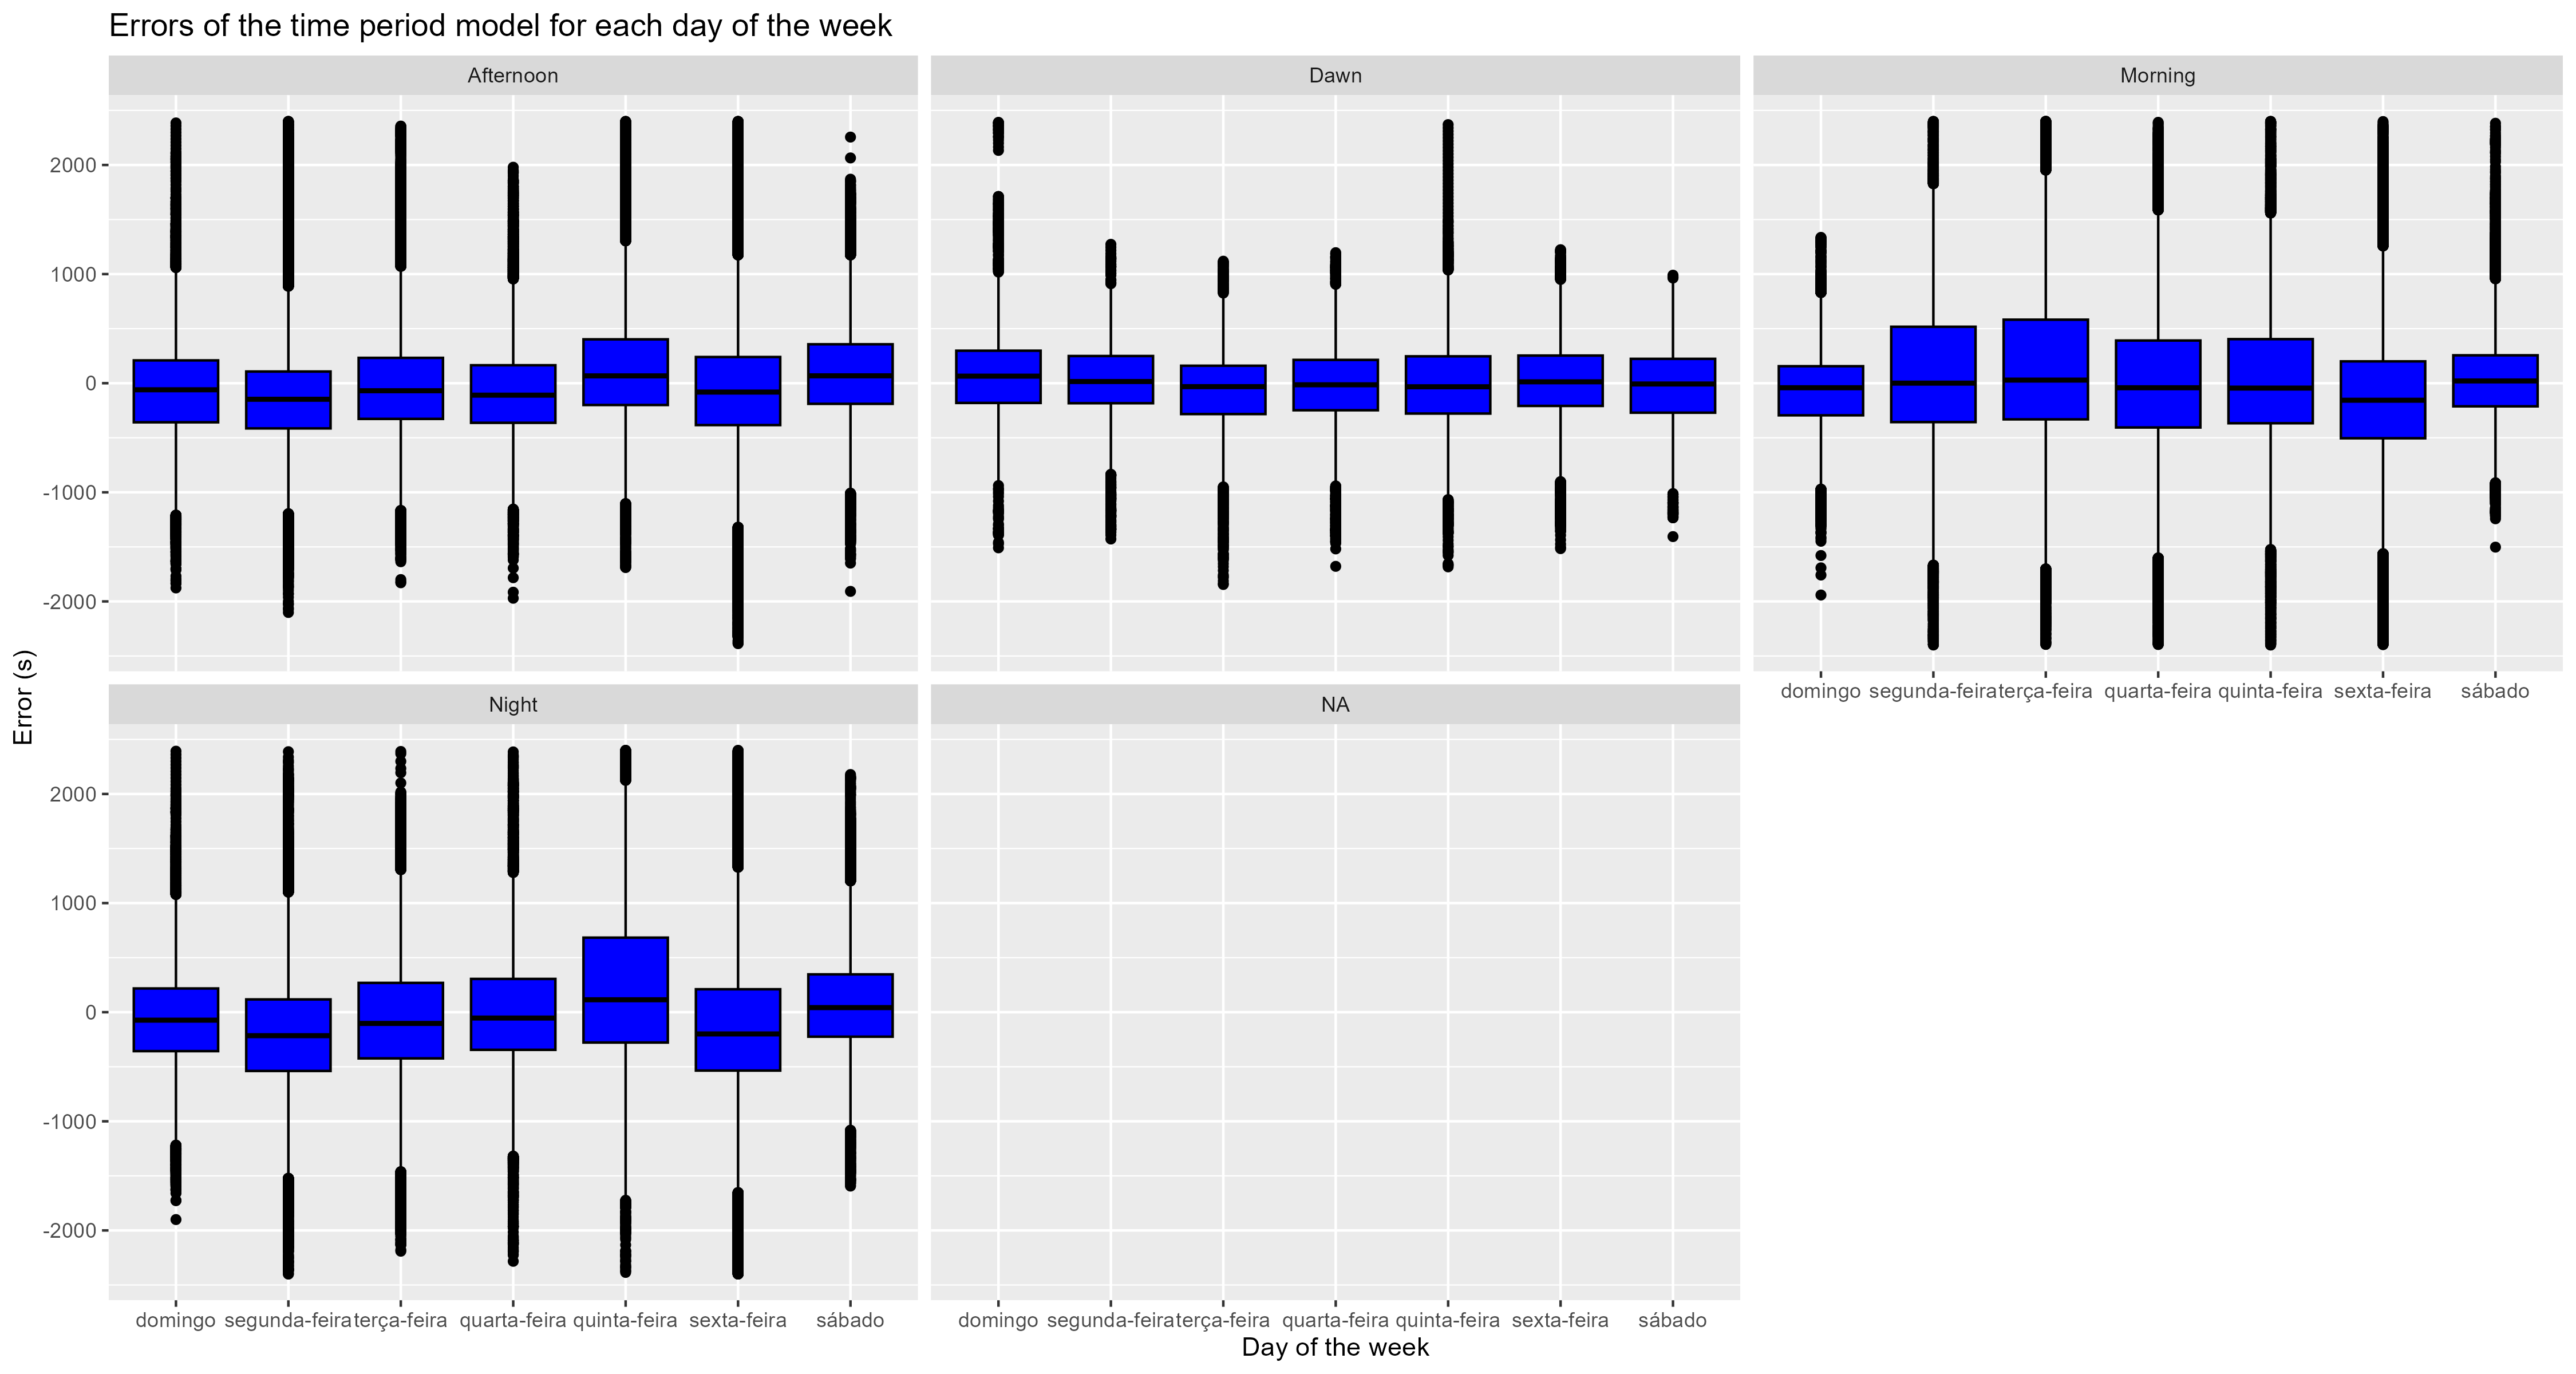 Errors of the time period model for each day of the week
Afternoon
Dawn
Morning
2000
1000
0
-1000
-2000
domingo segunda-feira terça-feira quarta-feira quinta-feira sexta-feira sábado
Error (s)
Night
NA
2000
1000
0
-1000
-2000
domingo segunda-feira terça-feira quarta-feira quinta-feira sexta-feira sábado
domingo segunda-feira terça-feira quarta-feira quinta-feira sexta-feira sábado
Day of the week